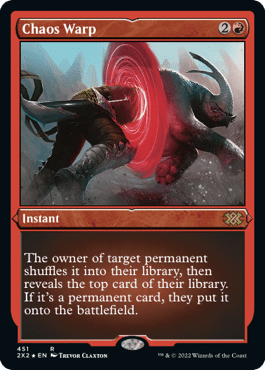 Chaos Warp 2
Instant
The owner of target permanent
shuffles it into their library, then
reveals the top card of their library.
If it's a permanent card, they put it
onto the battlefield.
451 R
2X2 ★ EN TREVOR CLAXTON ™ & © 2022 Wizards of the Coast